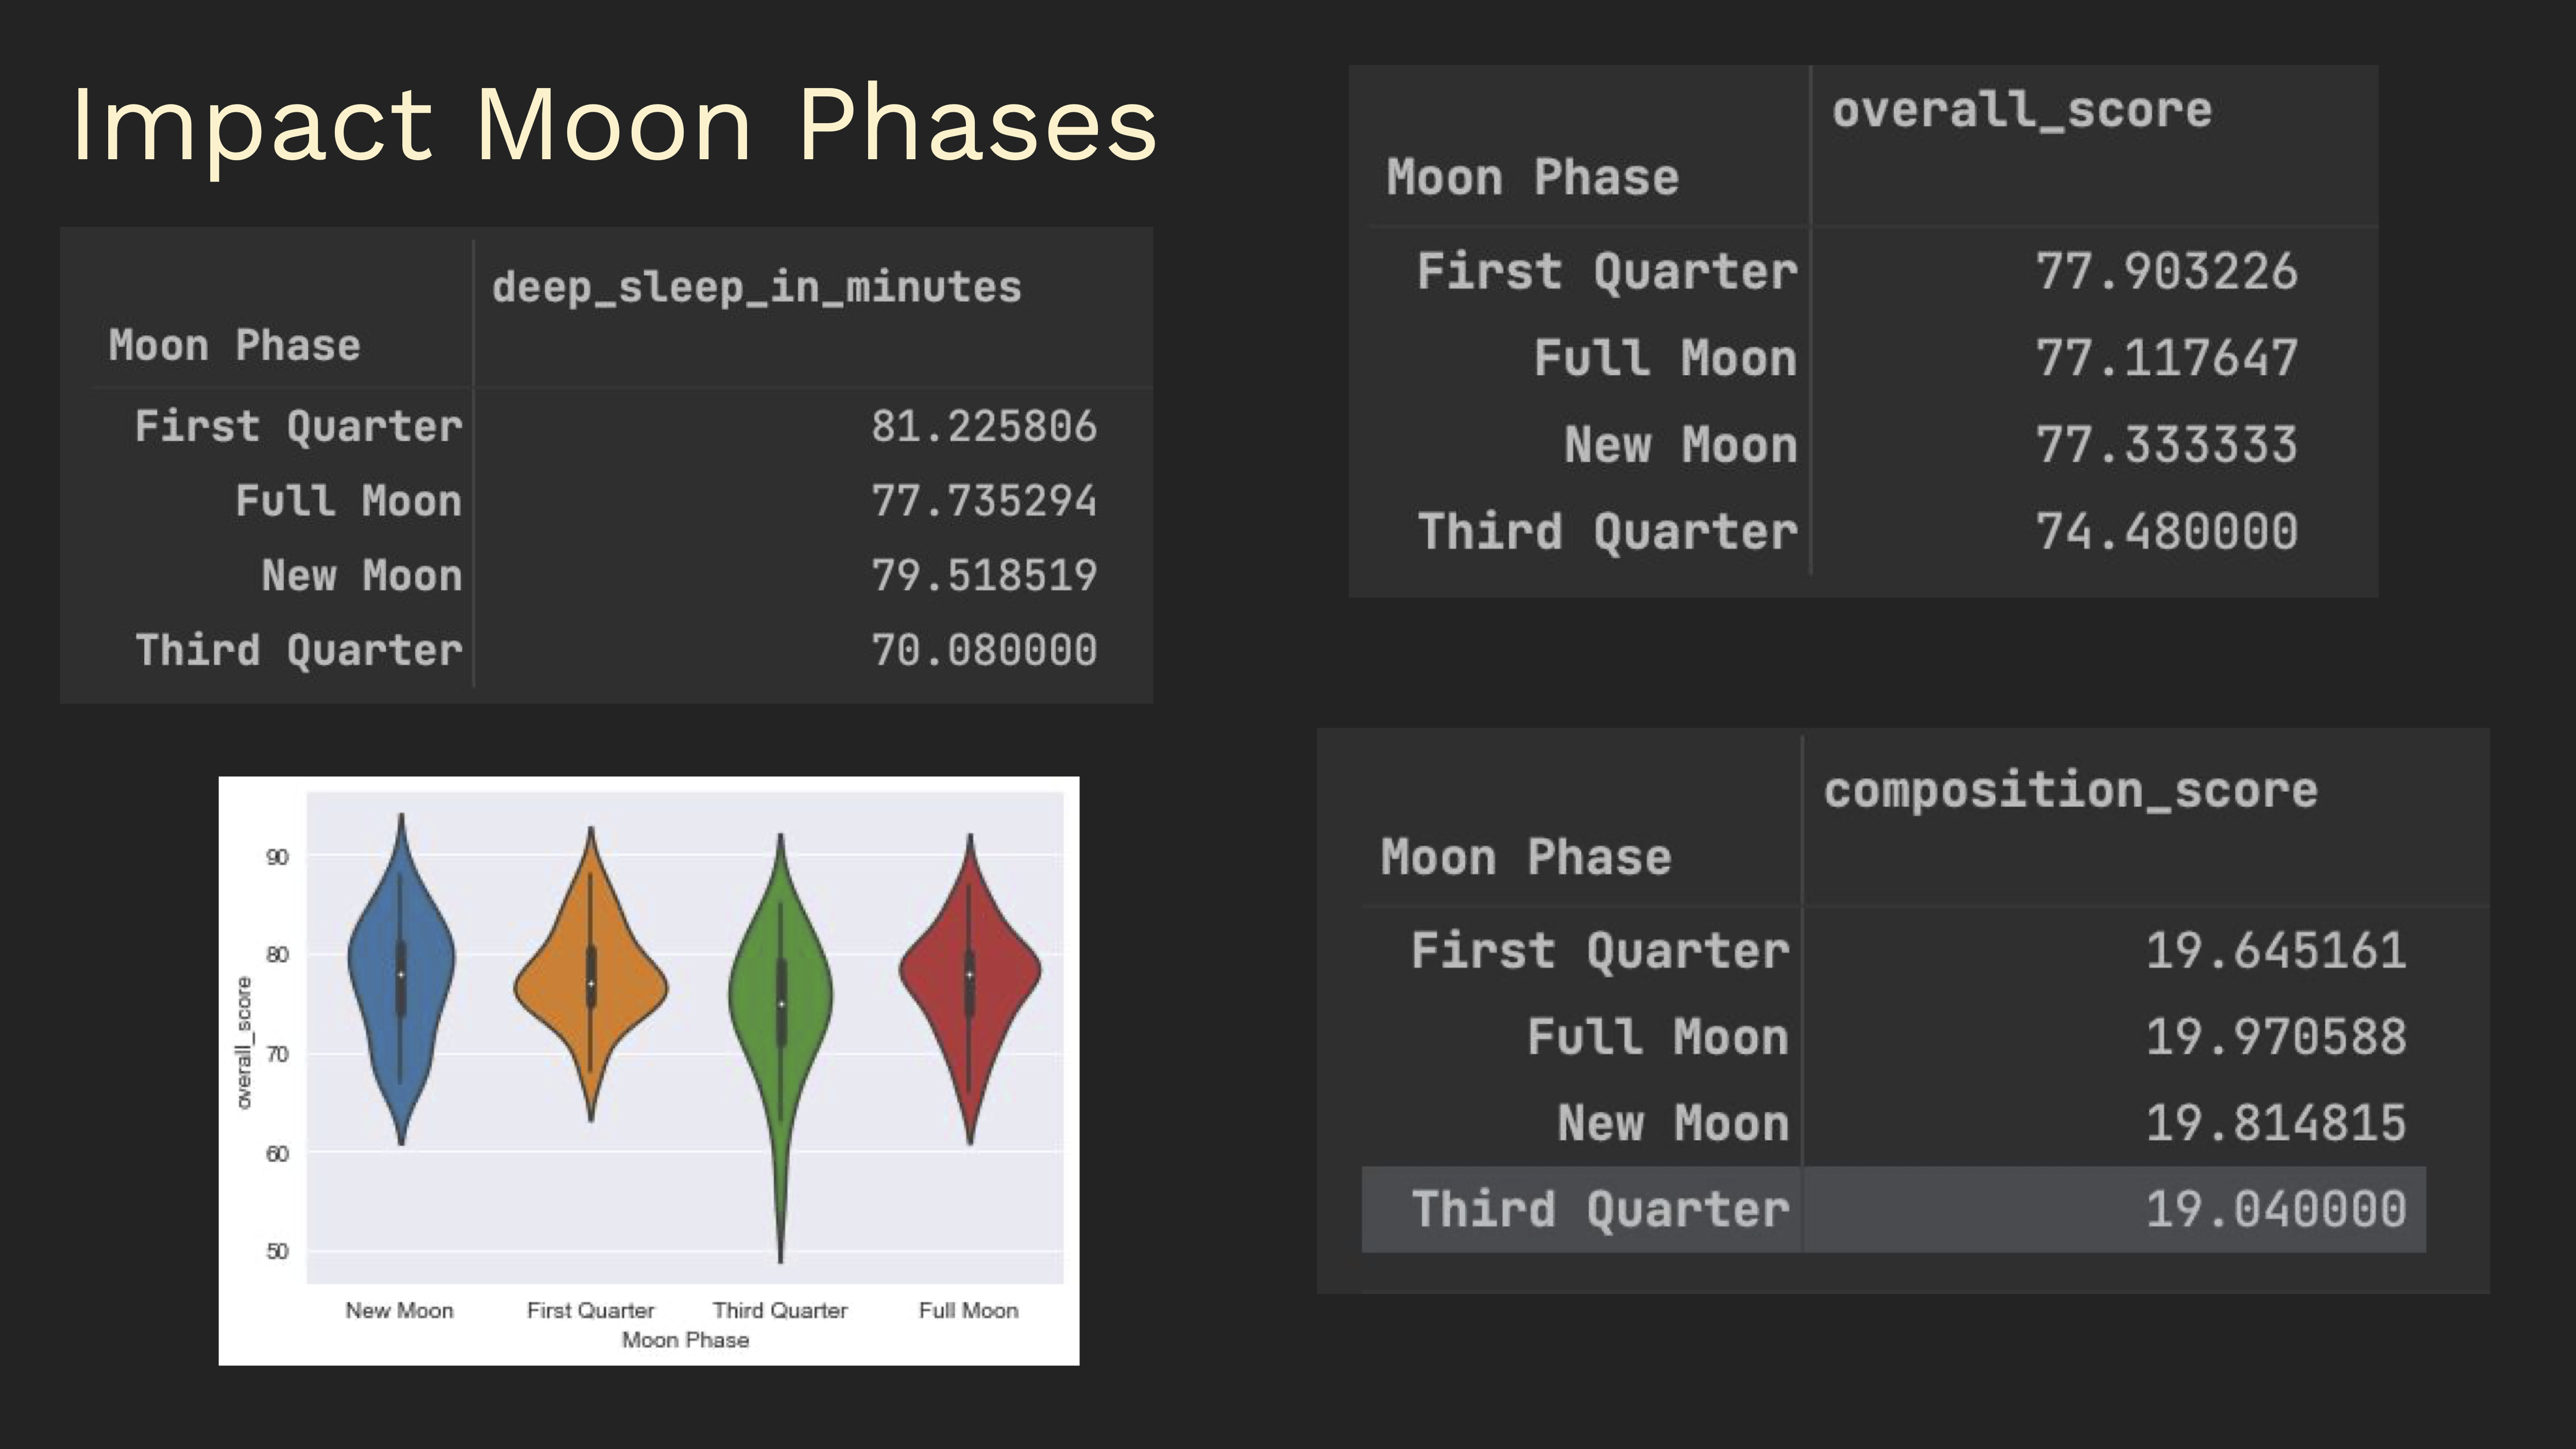 Impact Moon Phases
deep_sleep_in_minutes
Moon Phase
First Quarter 81.225806
Full Moon 77.735294
New Moon 79.518519
Third Quarter 70.080000
overall_score
Moon Phase
First Quarter 77.903226
Full Moon 77.117647
New Moon 77.333333
Third Quarter 74.480000
overall_score
90
80
70
60
50
New Moon First Quarter Third Quarter Full Moon
Moon Phase
composition_score
Moon Phase
First Quarter 19.645161
Full Moon 19.970588
New Moon 19.814815
Third Quarter 19.040000